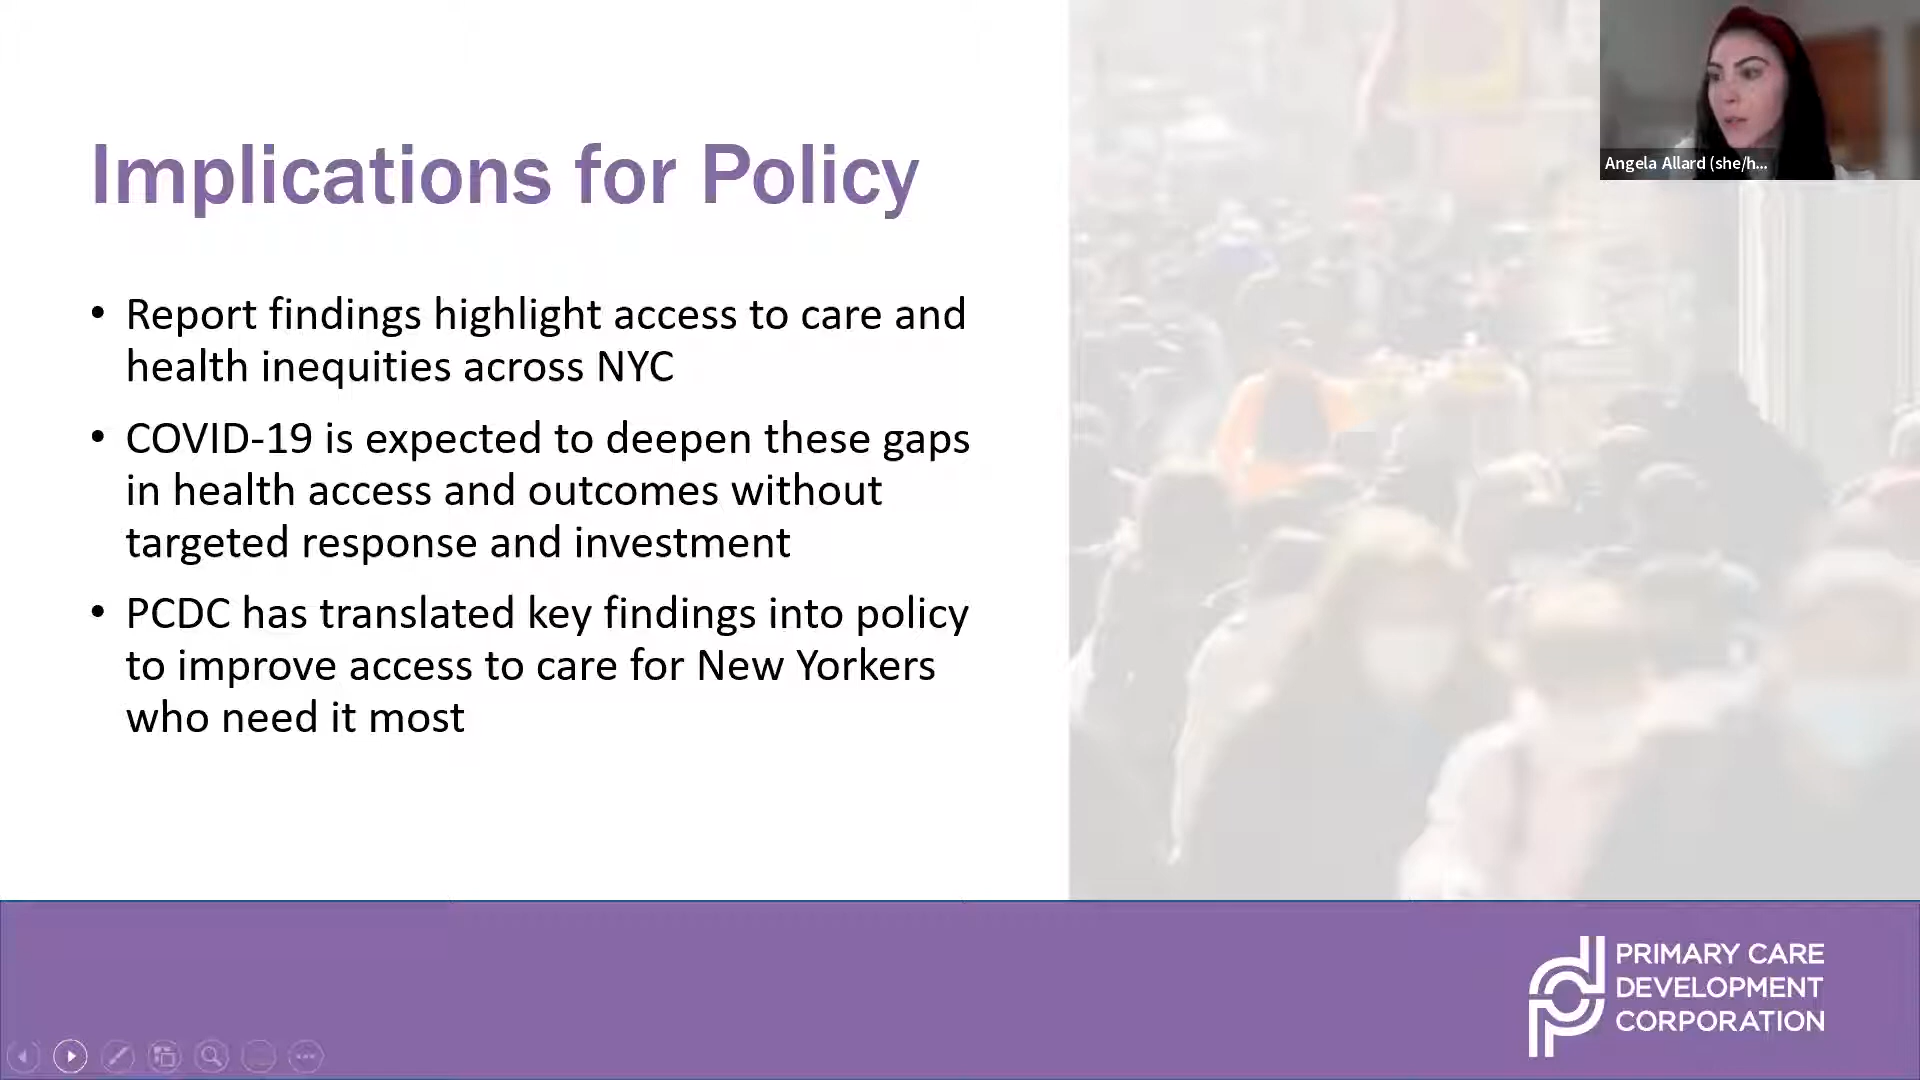 Angela Allard (she/h...
Implications for Policy
• Report findings highlight access to care and
health inequities across NYC
• COVID-19 is expected to deepen these gaps
in health access and outcomes without
targeted response and investment
• PCDC has translated key findings into policy
to improve access to care for New Yorkers
who need it most
PRIMARY CARE
DEVELOPMENT
CORPORATION